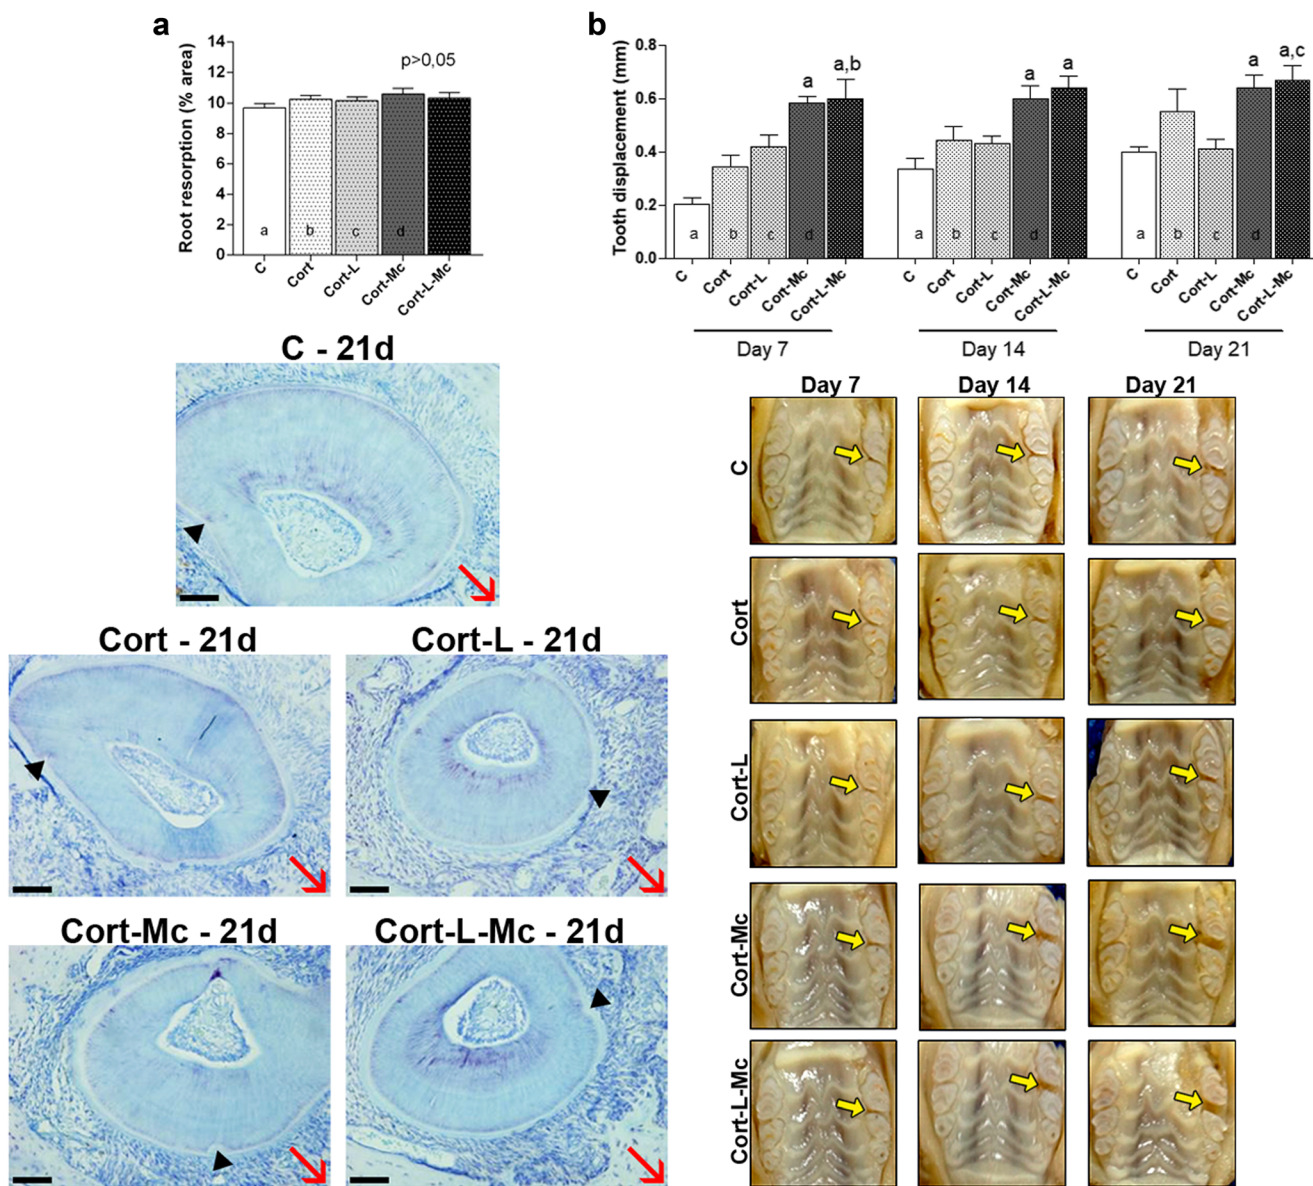 a
Root resorption (% area)
14
12
10
8
6
4
2
0
p>0,05
a
b
c
d
C
Cort
Cort-L
Cort-Mc
Cort-L-Mc
b
Tooth displacement (mm)
0.8
0.6
0.4
0.2
0.0
a
a,b
a
a
a
a,c
a
b
c
d
a
b
c
d
a
b
c
d
C
Cort
Cort-L
Cort-Mc
Cort-L-Mc
C
Cort
Cort-L
Cort-Mc
Cort-L-Mc
C
Cort
Cort-L
Cort-Mc
Cort-L-Mc
Day 7
Day 14
Day 21
C - 21d
Cort - 21d
Cort-L - 21d
Cort-Mc - 21d
Cort-L-Mc - 21d
Day 7
Day 14
Day 21
C
Cort
Cort-L
Cort-Mc
Cort-L-Mc